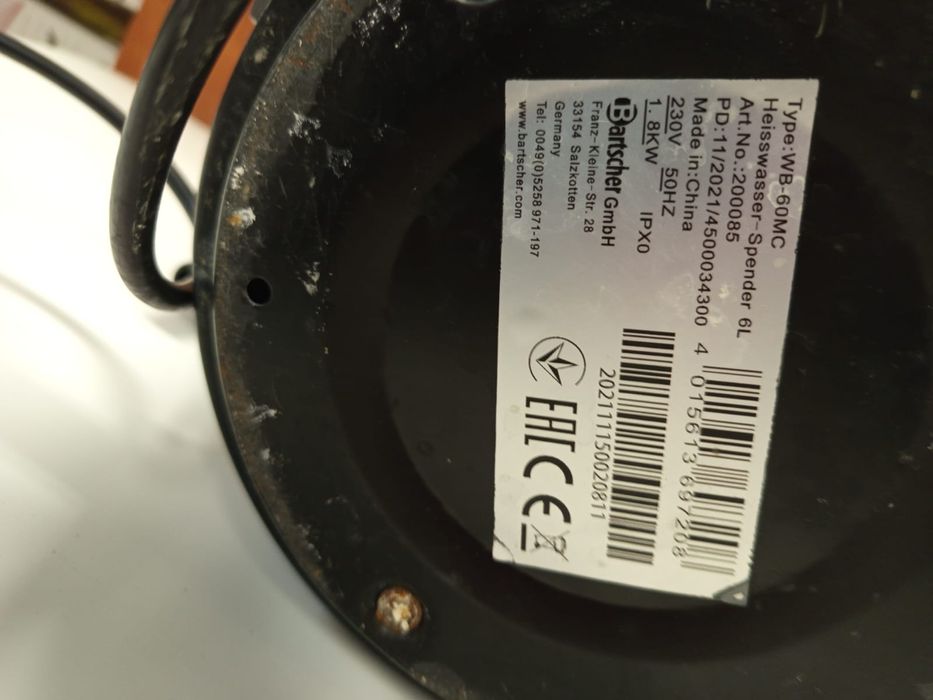 Type:WB-60MC
Heisswasser-Spender 6L
Art.No.:200085
PD:11/2021/4500034300
Made in:China
230V 50HZ
1.8KW IPX0
Bartscher GmbH
Franz-Kleine-Str. 28
33154 Salzkotten
Germany
Tel: 0049(0)5258 971-197
www.bartscher.com
4 015613 697208
202111150020811
EAC CE